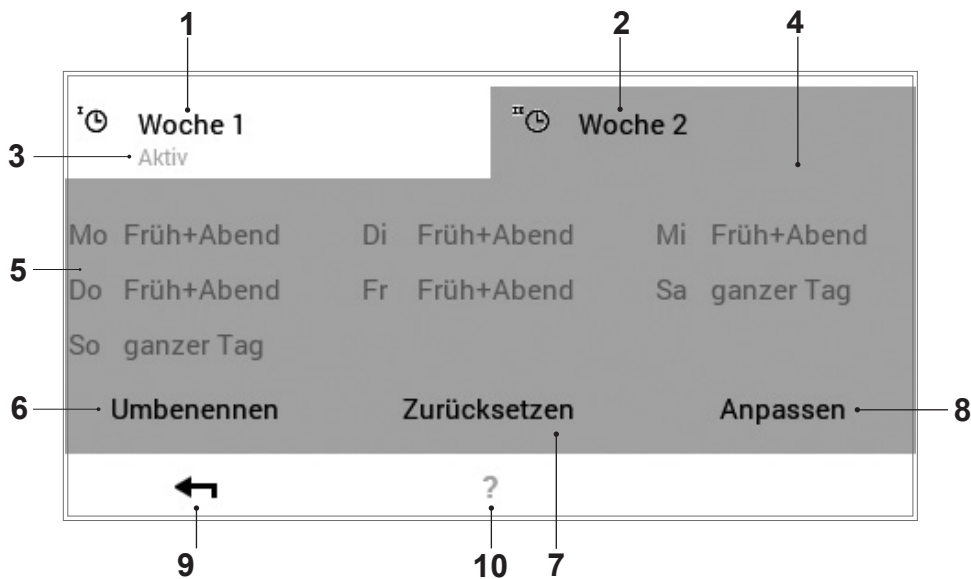 1 2 4
I Woche 1 II Woche 2
3 Aktiv
Mo Früh+Abend Di Früh+Abend Mi Früh+Abend
5
Do Früh+Abend Fr Früh+Abend Sa ganzer Tag
So ganzer Tag
6 Umbenennen Zurücksetzen Anpassen 8
?
9 10 7